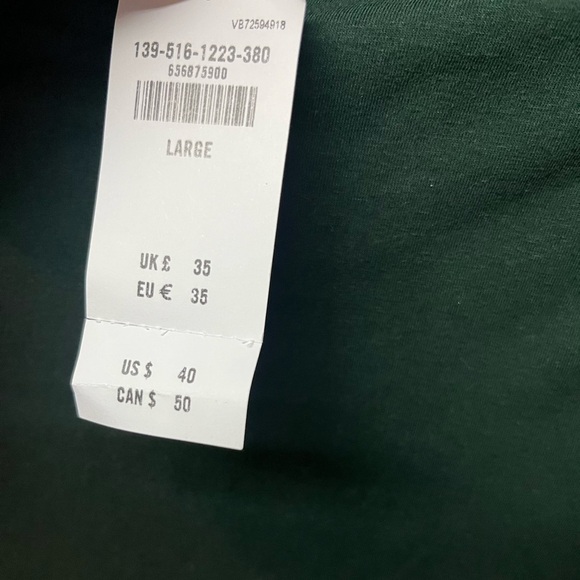 VB72594918
139-516-1223-380
656875900
LARGE
UK £ 35
EU € 35
US $ 40
CAN $ 50